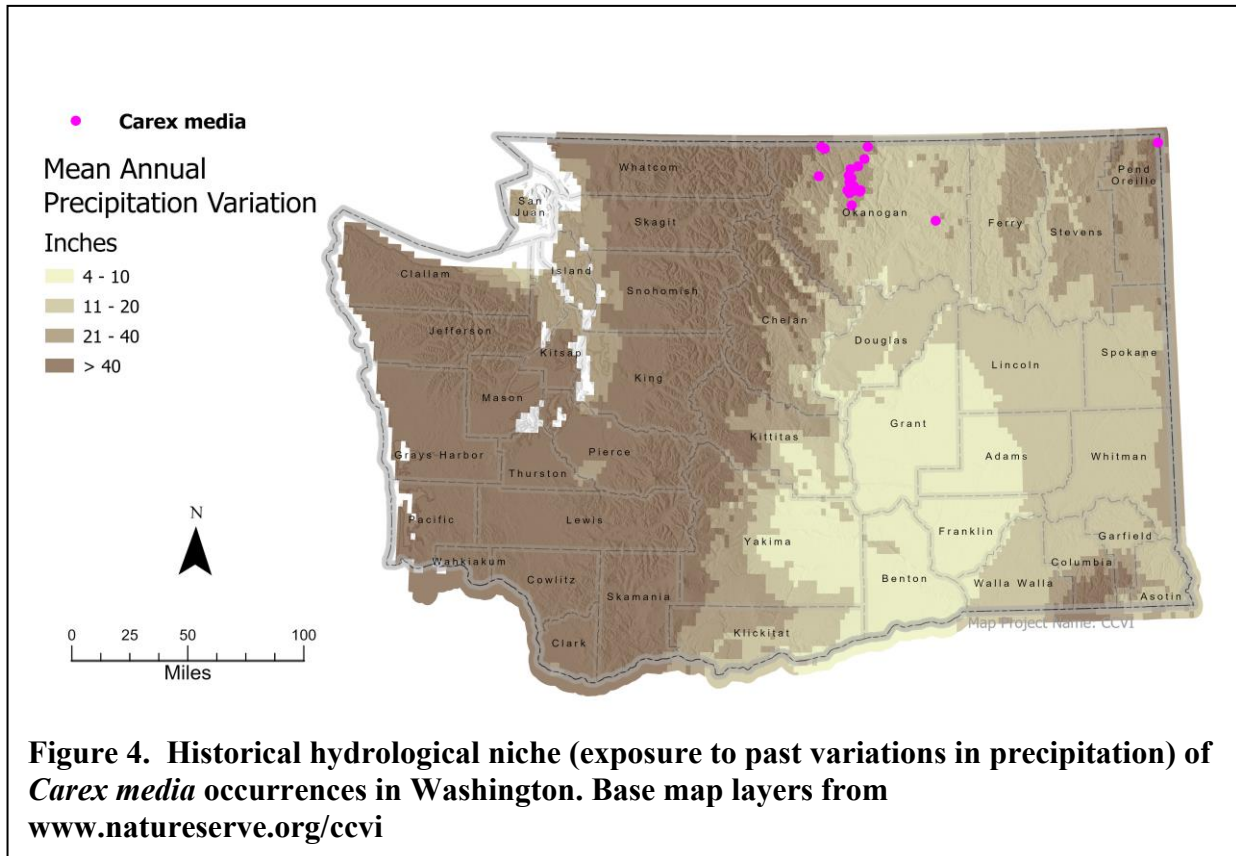 Carex media
Mean Annual
Precipitation Variation
Inches
4 - 10
11 - 20
21 - 40
> 40
N
0 25 50 100
Miles
Whatcom
San
Juan
Skagit
Island
Clallam
Snohomish
Jefferson
Chelan
Okanogan
Ferry
Stevens
Pend
Oreille
Kitsap
King
Douglas
Lincoln
Spokane
Mason
Grant
Kittitas
Grays Harbor
Pierce
Thurston
Adams
Whitman
Pacific
Lewis
Yakima
Franklin
Garfield
Wahkiakum
Cowlitz
Skamania
Benton
Walla Walla
Columbia
Asotin
Clark
Klickitat
Map Project Name: CCVI
Figure 4. Historical hydrological niche (exposure to past variations in precipitation) of
Carex media occurrences in Washington. Base map layers from
www.natureserve.org/ccvi